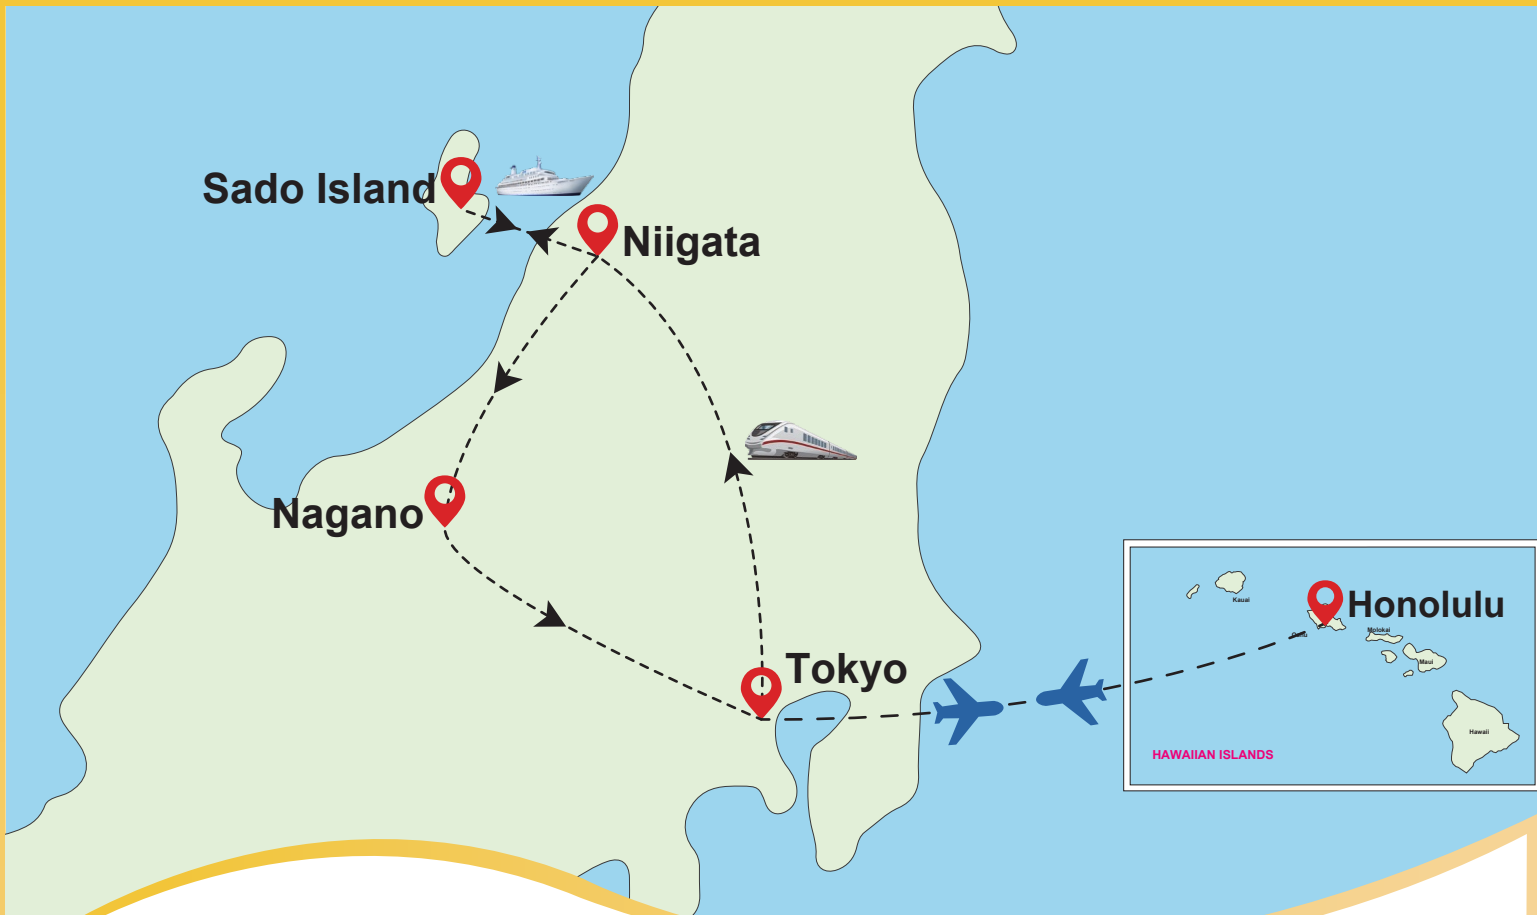 Sado Island
Niigata
Nagano
Tokyo
Honolulu
Kauai
Oahu
Molokai
Maui
Hawaii
HAWAIIAN ISLANDS